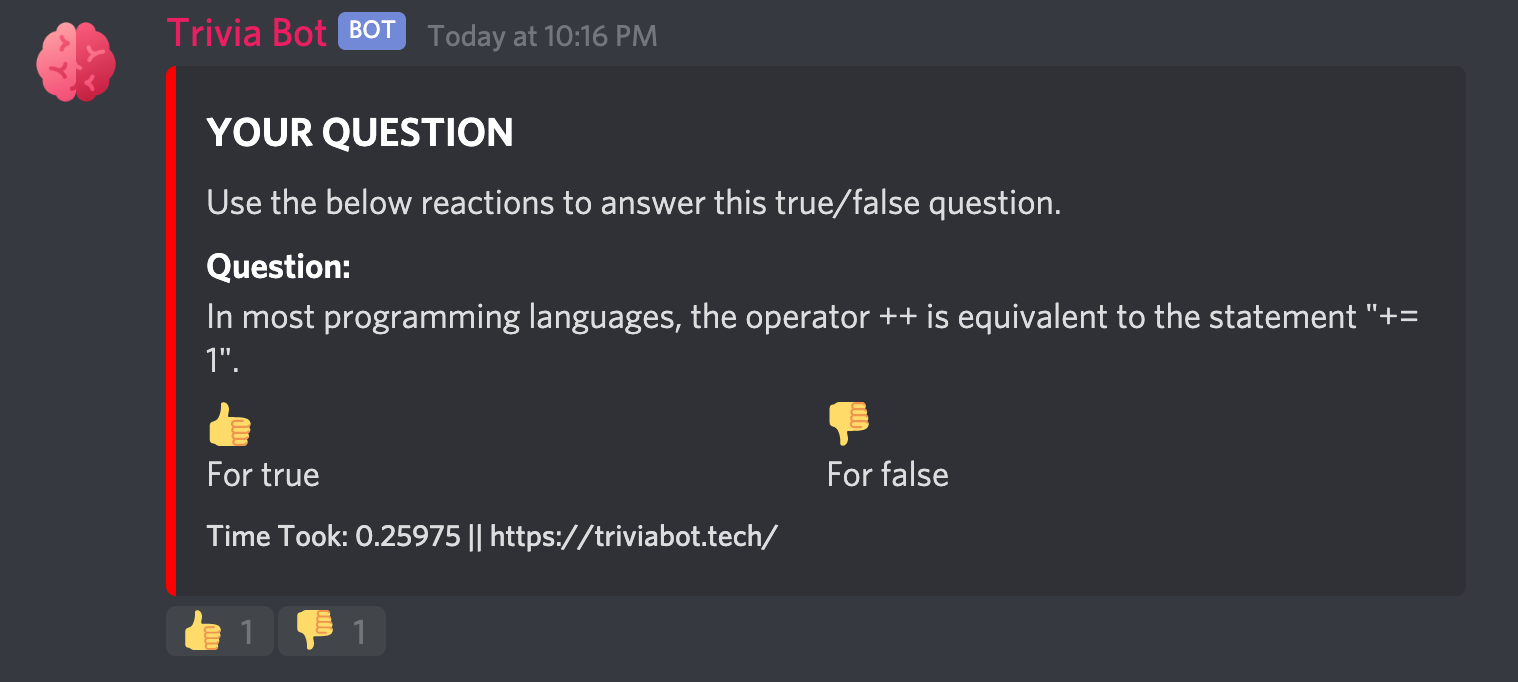 Trivia Bot BOT Today at 10:16 PM
YOUR QUESTION
Use the below reactions to answer this true/false question.
Question:
In most programming languages, the operator ++ is equivalent to the statement "+=
1".
👍 👎
For true For false
Time Took: 0.25975 || https://triviabot.tech/
👍 1 👎 1